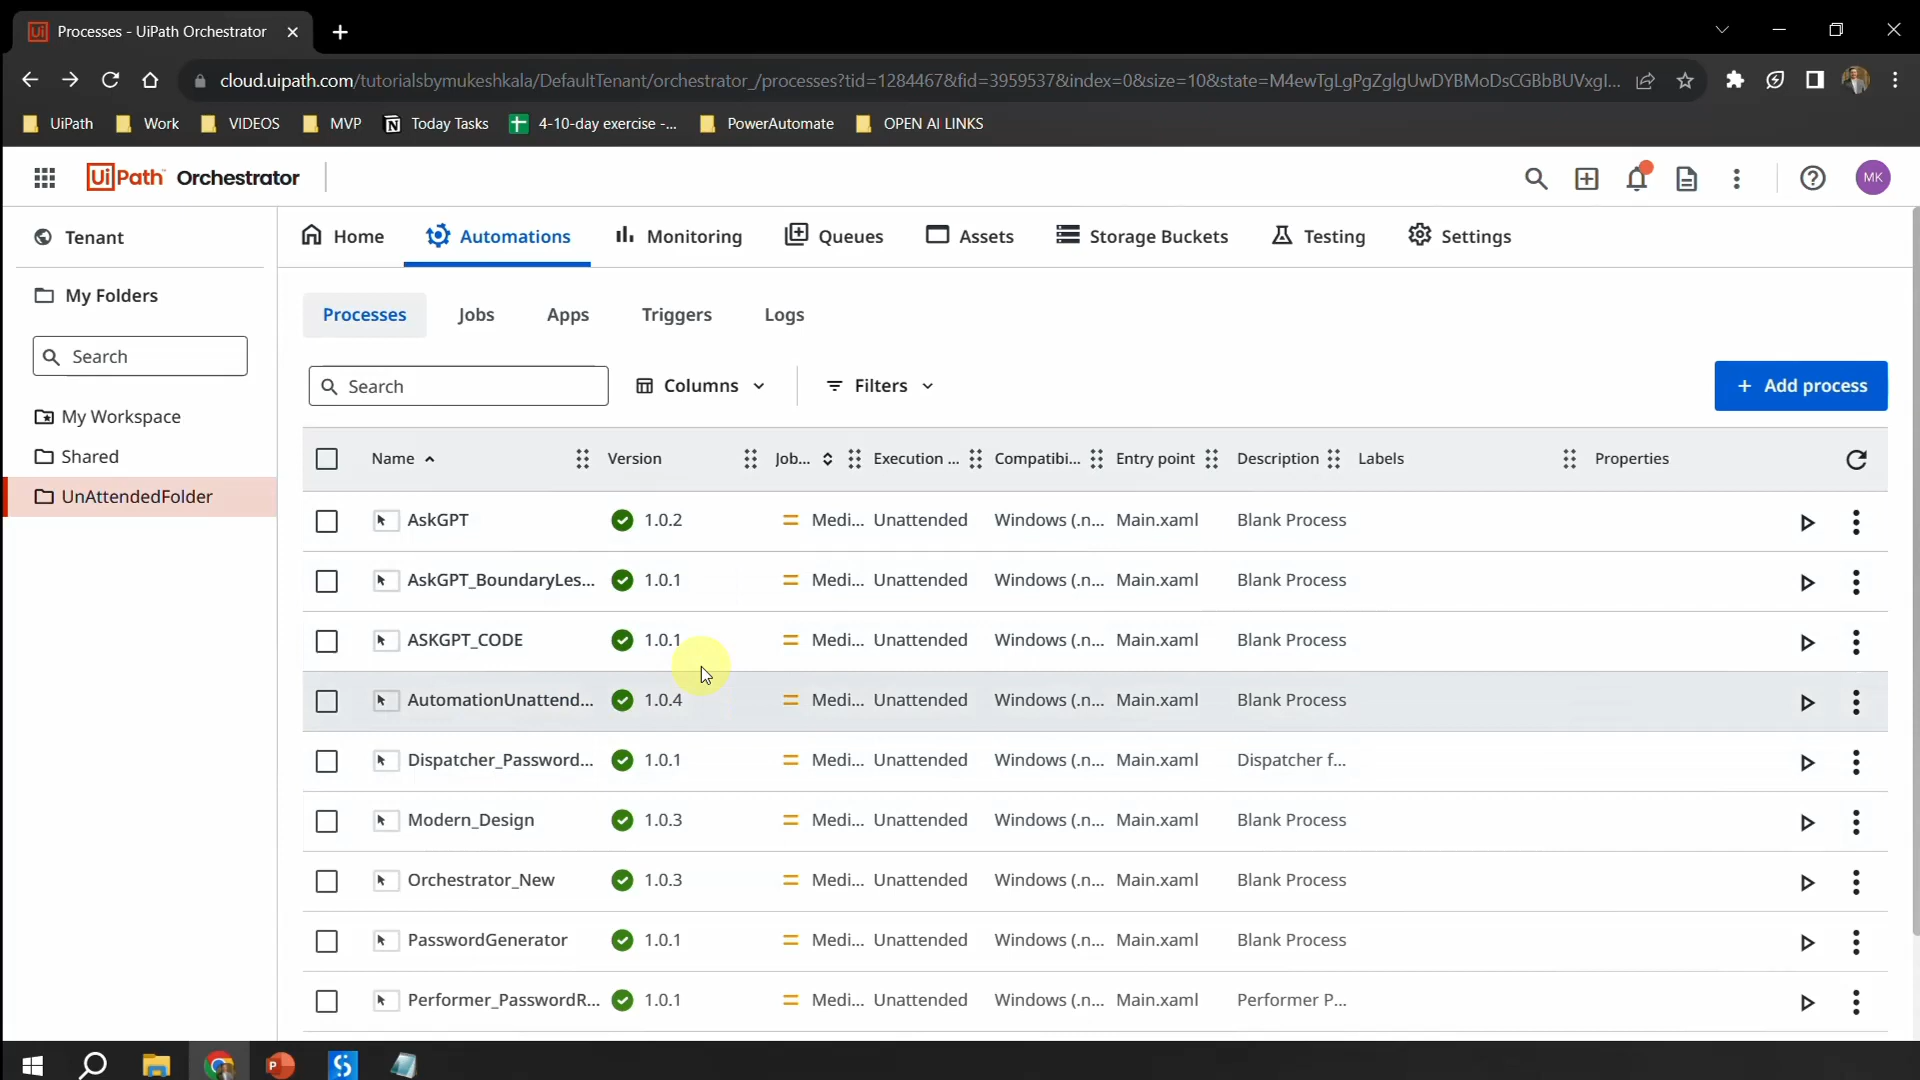 Processes - UiPath Orchestrator
cloud.uipath.com/tutorialsbymukeshkala/DefaultTenant/orchestrator_/processes?tid=1284467&fid=3959537&index=0&size=10&state=M4ewTgLgPgZglgUwDYBMoDsCGBbBUVxgl...
UiPath Work VIDEOS MVP Today Tasks 4-10-day exercise -... PowerAutomate OPEN AI LINKS
UiPath Orchestrator MK
Tenant
Home Automations Monitoring Queues Assets Storage Buckets Testing Settings
My Folders
Search
My Workspace
Shared
UnAttendedFolder
Processes Jobs Apps Triggers Logs
Search Columns Filters + Add process
Name Version Job... Execution ... Compatibi... Entry point Description Labels Properties
AskGPT 1.0.2 Medi... Unattended Windows (.n... Main.xaml Blank Process
AskGPT_BoundaryLes... 1.0.1 Medi... Unattended Windows (.n... Main.xaml Blank Process
ASKGPT_CODE 1.0.1 Medi... Unattended Windows (.n... Main.xaml Blank Process
AutomationUnattend... 1.0.4 Medi... Unattended Windows (.n... Main.xaml Blank Process
Dispatcher_Password... 1.0.1 Medi... Unattended Windows (.n... Main.xaml Dispatcher f...
Modern_Design 1.0.3 Medi... Unattended Windows (.n... Main.xaml Blank Process
Orchestrator_New 1.0.3 Medi... Unattended Windows (.n... Main.xaml Blank Process
PasswordGenerator 1.0.1 Medi... Unattended Windows (.n... Main.xaml Blank Process
Performer_PasswordR... 1.0.1 Medi... Unattended Windows (.n... Main.xaml Performer P...